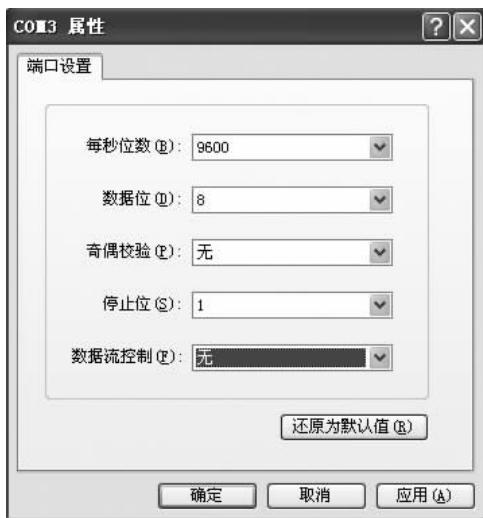 COM3 属性
端口设置
每秒位数(B): 9600
数据位(D): 8
奇偶校验(P): 无
停止位(S): 1
数据流控制(F): 无
还原为默认值(R)
确定 取消 应用(A)